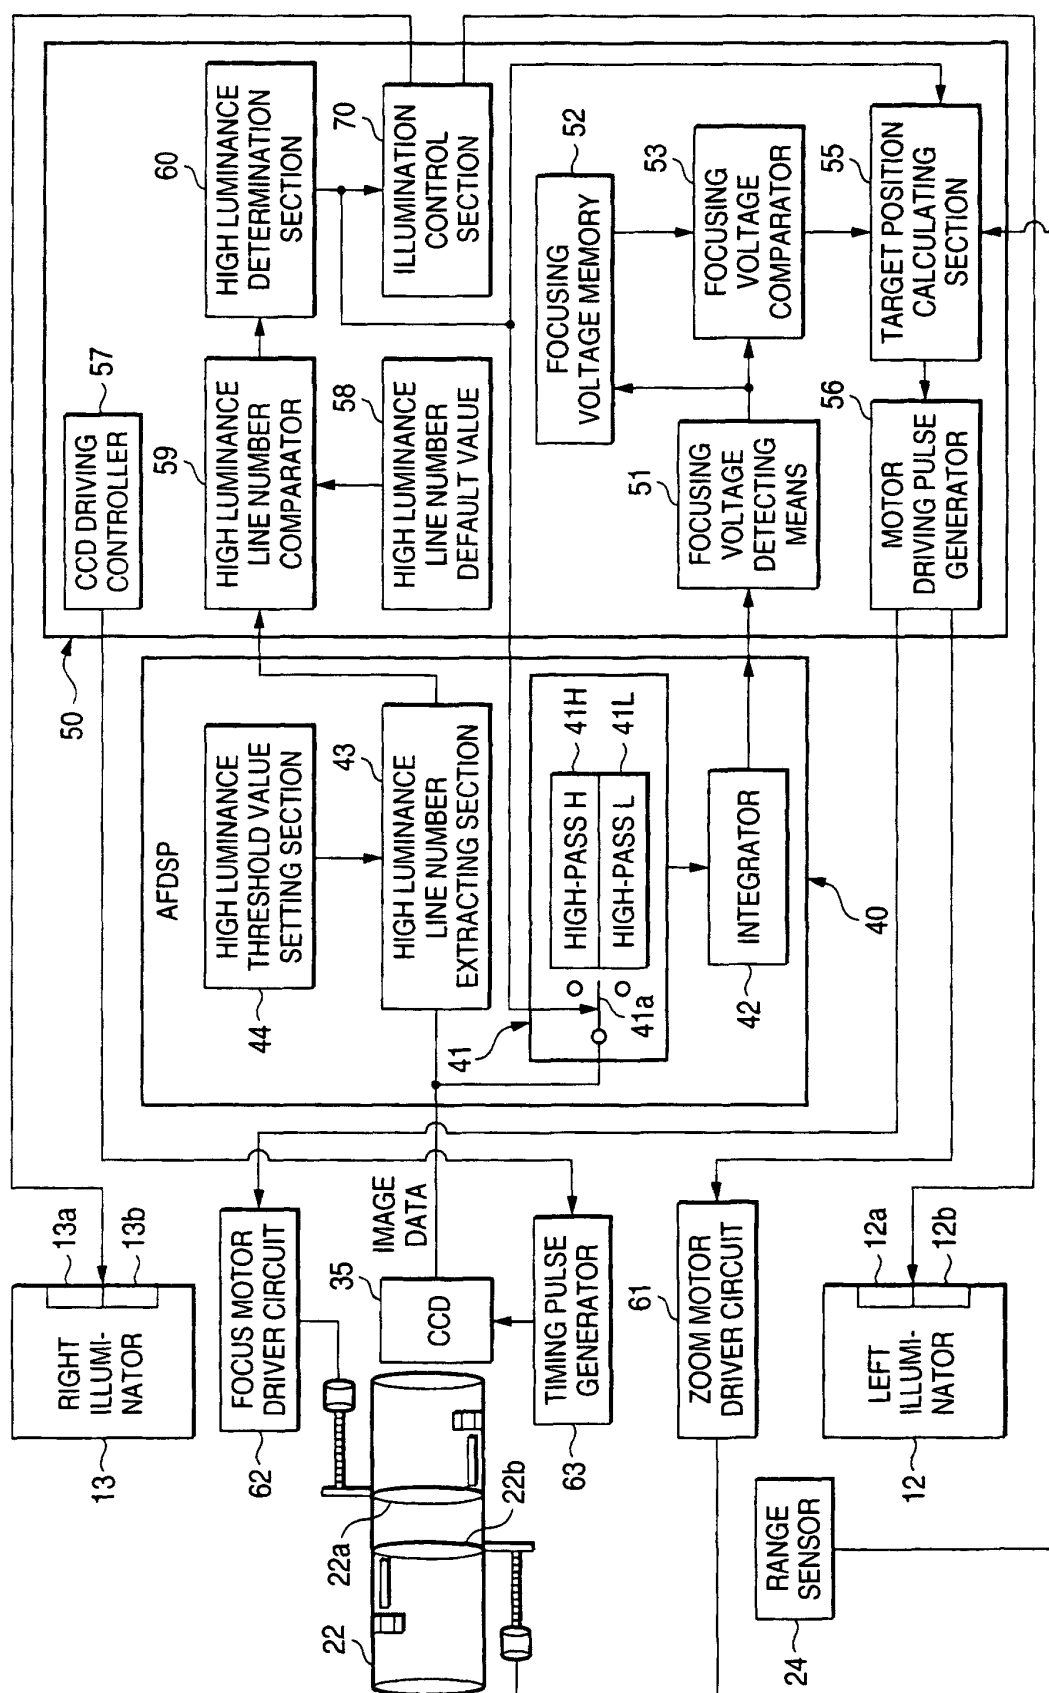 13
RIGHT
ILLUMI-
NATOR
13a
13b
62
FOCUS MOTOR
DRIVER CIRCUIT
22
22a
22b
35
CCD
IMAGE
DATA
63
TIMING PULSE
GENERATOR
61
ZOOM MOTOR
DRIVER CIRCUIT
24
RANGE
SENSOR
12
LEFT
ILLUMI-
NATOR
12a
12b
AFDSP
44
HIGH LUMINANCE
THRESHOLD VALUE
SETTING SECTION
43
HIGH LUMINANCE
LINE NUMBER
EXTRACTING SECTION
41
41a
HIGH-PASS H
HIGH-PASS L
41H
41L
42
INTEGRATOR
40
50
57
CCD DRIVING
CONTROLLER
59
HIGH LUMINANCE
LINE NUMBER
COMPARATOR
58
HIGH LUMINANCE
LINE NUMBER
DEFAULT VALUE
60
HIGH LUMINANCE
DETERMINATION
SECTION
70
ILLUMINATION
CONTROL
SECTION
51
FOCUSING
VOLTAGE
DETECTING
MEANS
52
FOCUSING
VOLTAGE MEMORY
53
FOCUSING
VOLTAGE
COMPARATOR
55
TARGET POSITION
CALCULATING
SECTION
56
MOTOR
DRIVING PULSE
GENERATOR